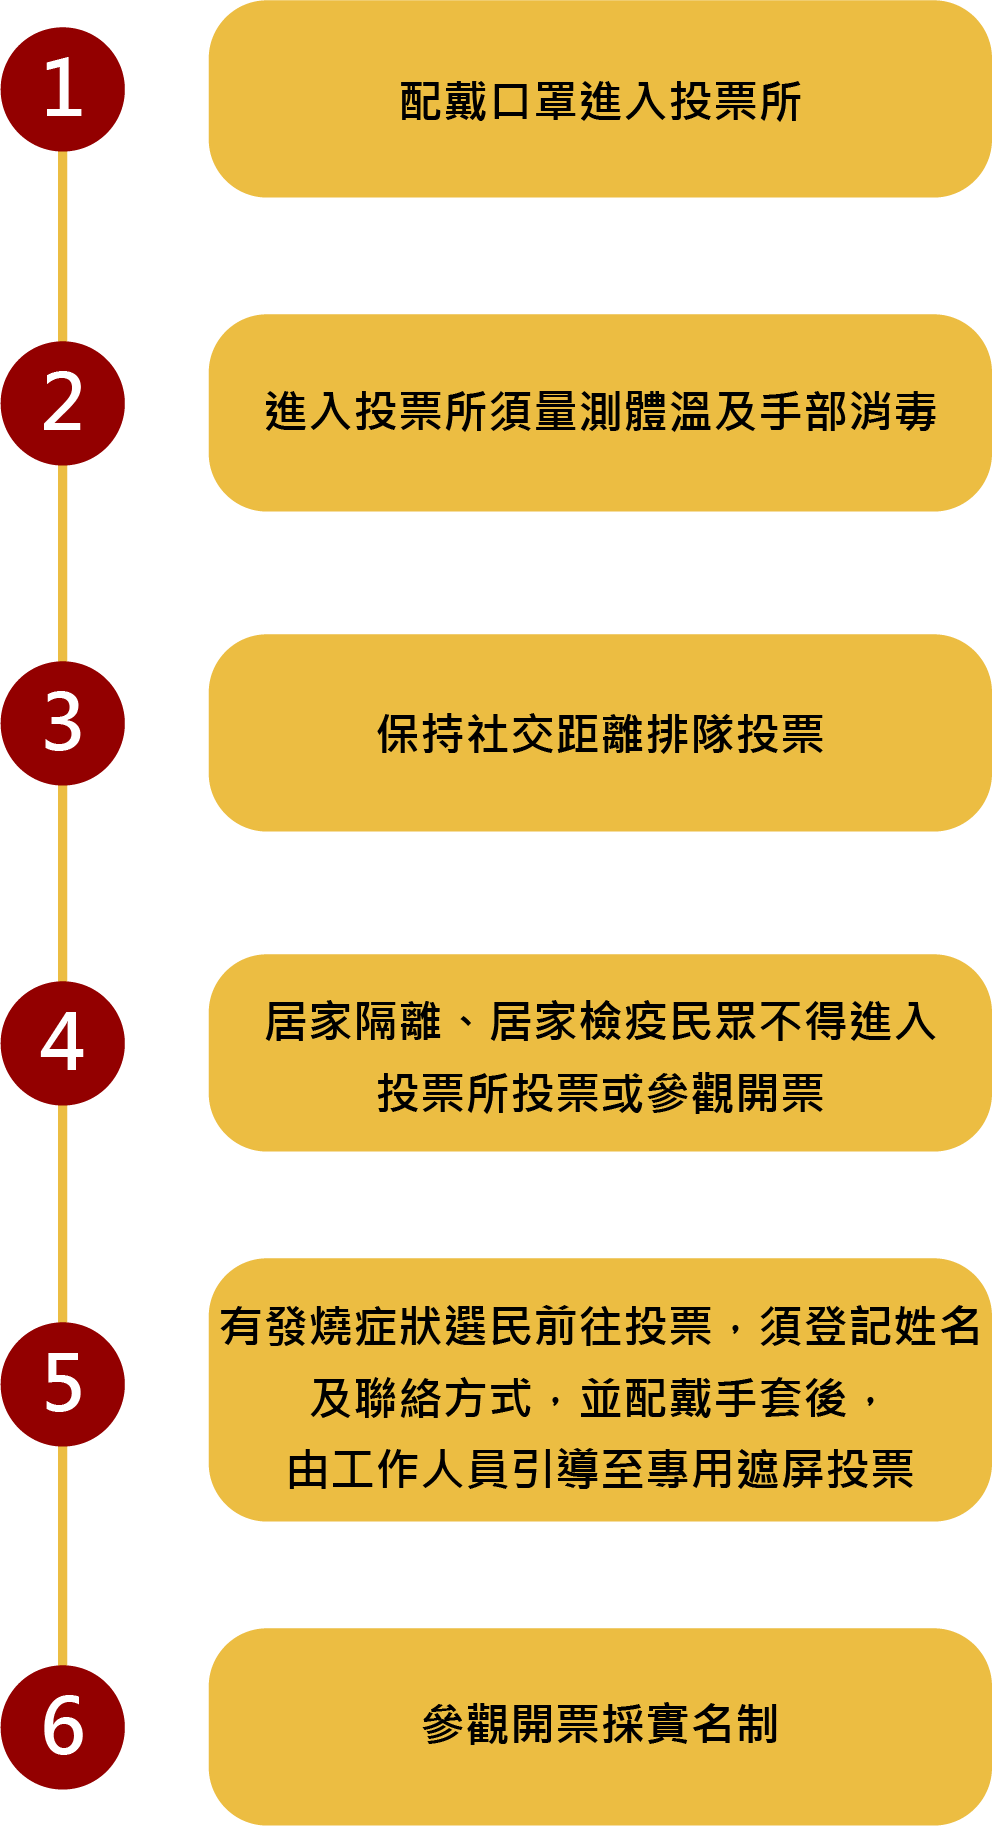 1
配戴口罩進入投票所
2
進入投票所須量測體溫及手部消毒
3
保持社交距離排隊投票
4
居家隔離、居家檢疫民眾不得進入
投票所投票或參觀開票
5
有發燒症狀選民前往投票，須登記姓名
及聯絡方式，並配戴手套後，
由工作人員引導至專用遮屏投票
6
參觀開票採實名制